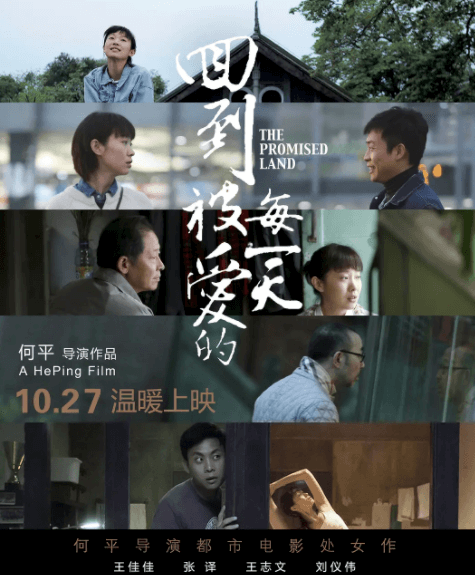 回到被爱的
每一天
THE
PROMISED
LAND
何平 导演作品
A HePing Film
10.27 温暖上映
何平导演都市电影处女作
王佳佳 张译 王志文 刘仪伟